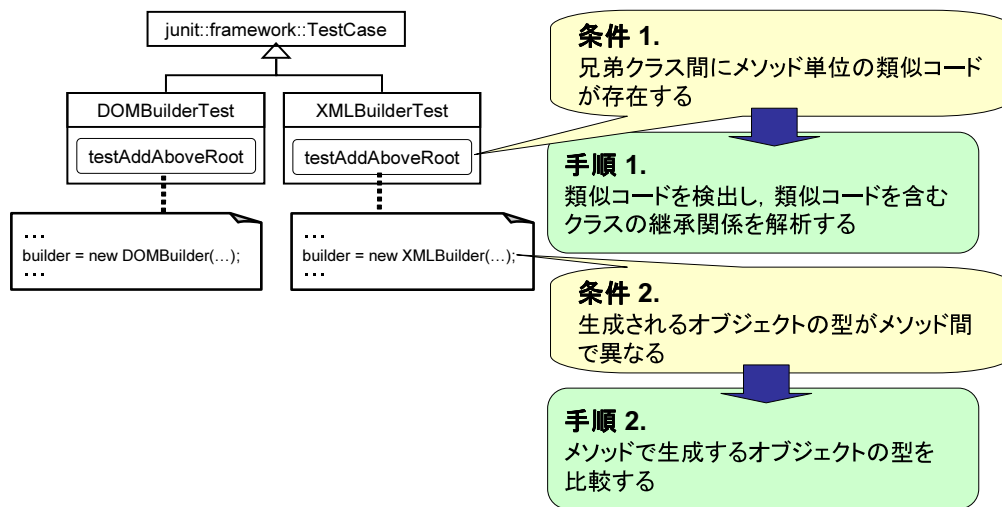 junit::framework::TestCase
DOMBuilderTest
testAddAboveRoot
XMLBuilderTest
testAddAboveRoot
...
builder = new DOMBuilder(...);
...
...
builder = new XMLBuilder(...);
...
条件 1.
兄弟クラス間にメソッド単位の類似コード
が存在する
手順 1.
類似コードを検出し, 類似コードを含む
クラスの継承関係を解析する
条件 2.
生成されるオブジェクトの型がメソッド間
で異なる
手順 2.
メソッドで生成するオブジェクトの型を
比較する